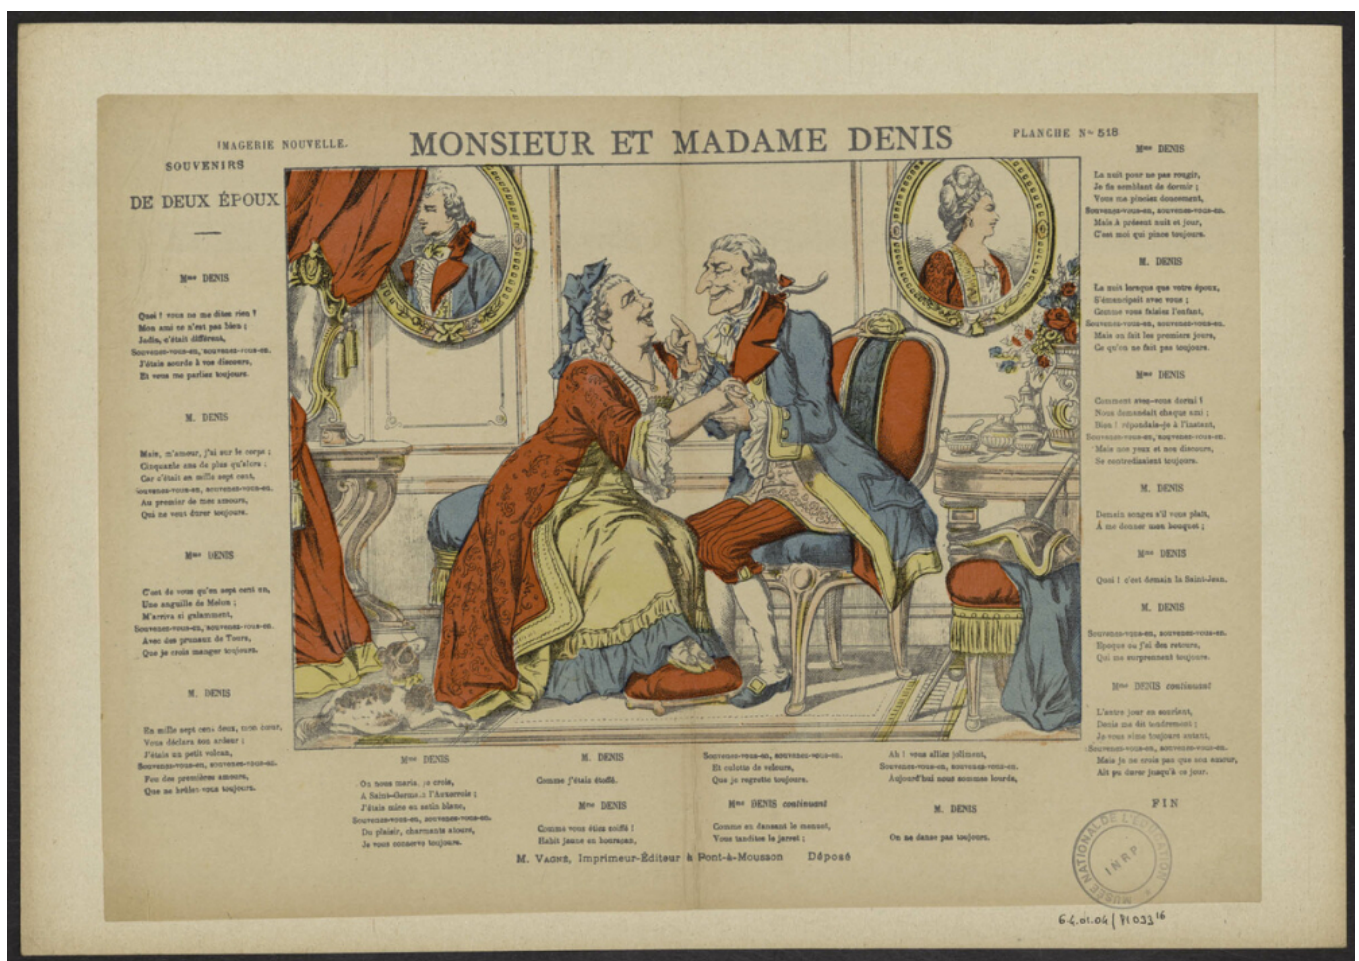 IMAGERIE NOUVELLE.
MONSIEUR ET MADAME DENIS
PLANCHE Nº 518
SOUVENIRS
DE DEUX ÉPOUX
Mme DENIS
Quoi ! vous ne me dites rien ?
Mon ami ce n'est pas bien ;
Jadis, c'était différent,
Souvenez-vous-en, souvenez-vous-en.
J'étais sourde à vos discours,
Et vous me parliez toujours.
M. DENIS
Mais, m'amour, j'ai sur le corps ;
Cinquante ans de plus qu'alors ;
Car c'était en mille sept cent,
Souvenez-vous-en, souvenez-vous-en.
Au premier de mes amours,
Qui ne veut durer toujours.
Mme DENIS
C'est de vous qu'en sept cent un,
Une anguille de Melun ;
M'arriva si galamment,
Souvenez-vous-en, souvenez-vous-en.
Avec des pruneaux de Tours,
Que je crois manger toujours.
M. DENIS
En mille sept cent deux, mon cœur,
Vous déclara son ardeur ;
J'étais un petit volcan,
Souvenez-vous-en, souvenez-vous-en.
Feu des premières amours,
Que ne brûlez-vous toujours.
Mme DENIS
On nous maria, je crois,
A Saint-Germain l'Auxerrois ;
J'étais mise en satin blanc,
Souvenez-vous-en, souvenez-vous-en.
Du plaisir, charmants atours,
Je vous conserve toujours.
M. DENIS
Comme j'étais étoffé.
Mme DENIS
Comme vous étiez coiffé !
Habit jaune en bouracan,
Souvenez-vous-en, souvenez-vous-en.
Et culotte de velours,
Que je regrette toujours.
Mme DENIS continuant
Comme en dansant le menuet,
Vous tendîtes le jarret ;
Ah ! vous alliez joliment,
Souvenez-vous-en, souvenez-vous-en.
Aujourd'hui nous sommes lourds,
M. DENIS
On ne danse pas toujours.
Mme DENIS
La nuit pour ne pas rougir,
Je fis semblant de dormir ;
Vous me pinciez doucement,
Souvenez-vous-en, souvenez-vous-en.
Mais à présent nuit et jour,
C'est moi qui pince toujours.
M. DENIS
La nuit lorsque que votre époux,
S'émancipait avec vous ;
Comme vous faisiez l'enfant,
Souvenez-vous-en, souvenez-vous-en.
Mais on fait les premiers jours,
Ce qu'on ne fait pas toujours.
Mme DENIS
Comment avez-vous dormi ?
Nous demandait chaque ami ;
Bien ! répondais-je à l'instant,
Souvenez-vous-en, souvenez-vous-en.
Mais nos yeux et nos discours,
Se contredisaient toujours.
M. DENIS
Demain songez s'il vous plaît,
Á me donner mon bouquet ;
Mme DENIS
Quoi ! c'est demain la Saint-Jean.
M. DENIS
Souvenez-vous-en, souvenez-vous-en.
Epoque où j'ai des retours,
Qui me surprennent toujours.
Mme DENIS continuant
L'autre jour en souriant,
Denis me dit tendrement ;
Je vous aime toujours autant,
Souvenez-vous-en, souvenez-vous-en.
Mais je ne crois pas que son cœur,
Ait pu durer jusqu'à ce jour.
FIN
M. VAGNÉ, Imprimeur-Éditeur à Pont-à-Mousson Déposé
MUSÉE NATIONAL DE L'ÉDUCATION
INRP